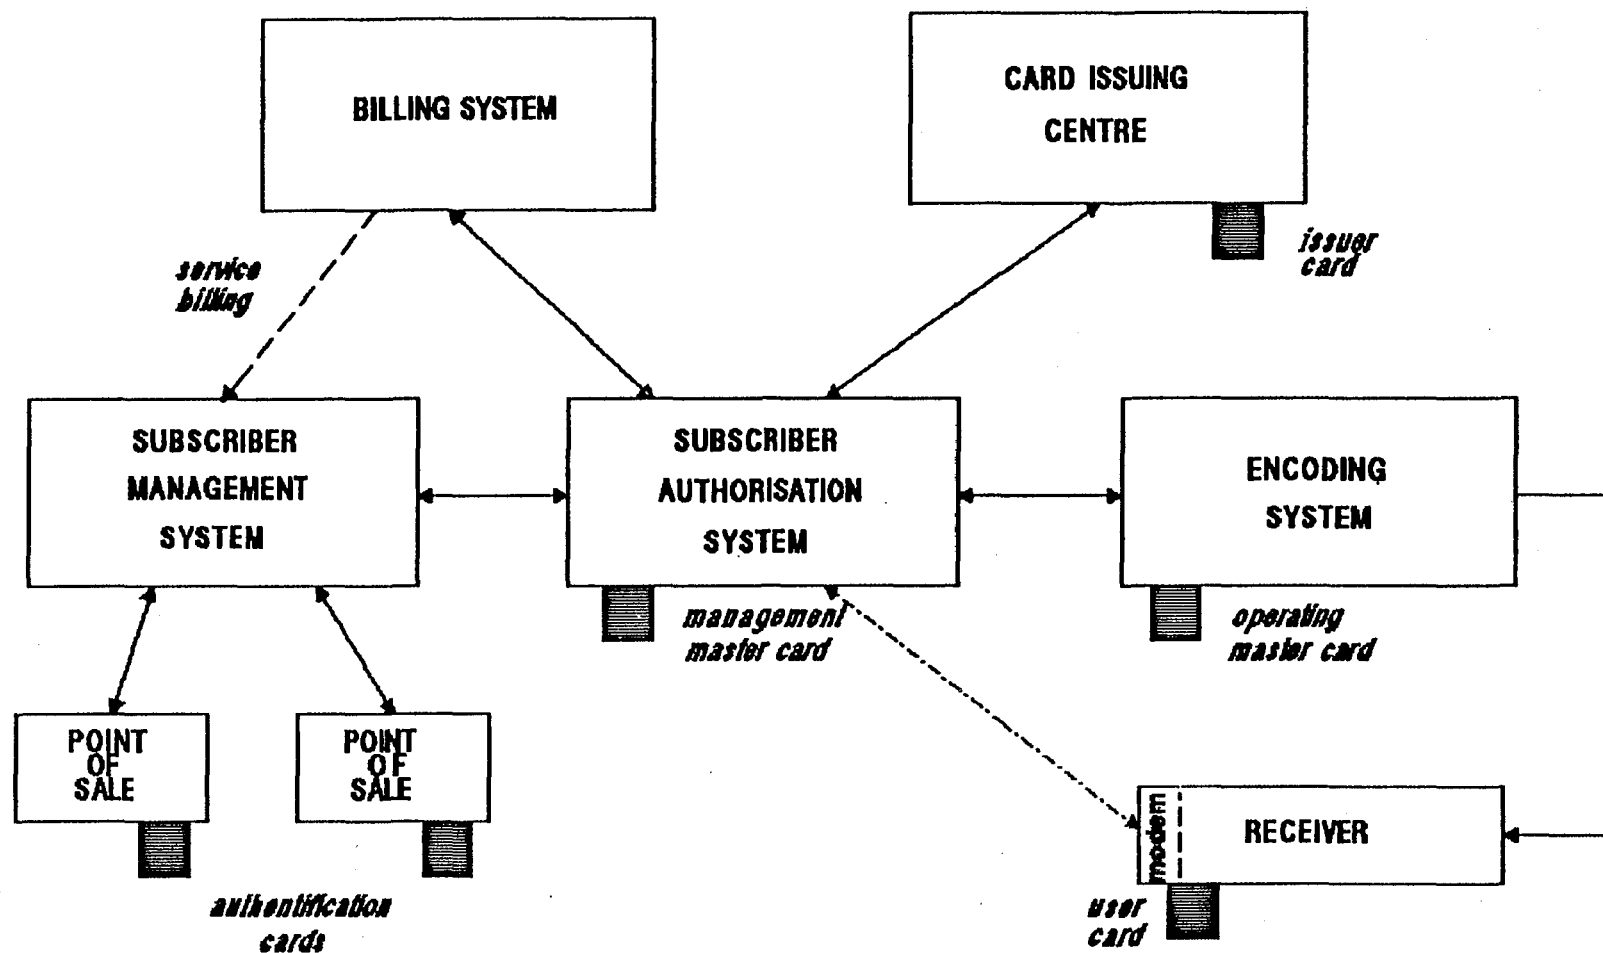 BILLING SYSTEM
CARD ISSUING
CENTRE
issuer
card
service
billing
SUBSCRIBER
MANAGEMENT
SYSTEM
SUBSCRIBER
AUTHORISATION
SYSTEM
ENCODING
SYSTEM
management
master card
operating
master card
POINT
OF
SALE
POINT
OF
SALE
modem
RECEIVER
authentification
cards
user
card